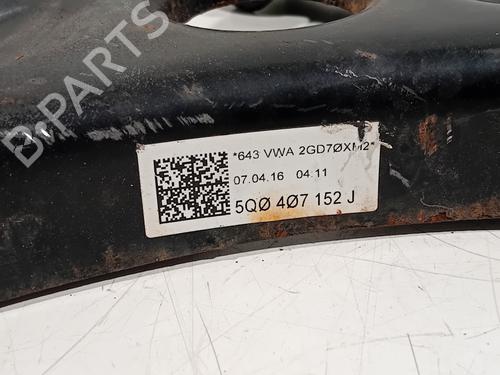 B-PARTS
*643 VWA 2GD7ØXM2*
07.04.16 04.11
5QØ 4Ø7 152 J